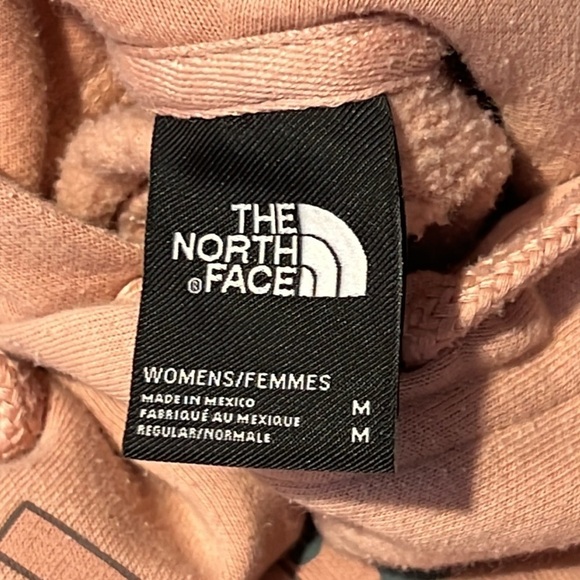 THE
NORTH
® FACE
WOMENS/FEMMES
MADE IN MEXICO M
FABRIQUÉ AU MEXIQUE
REGULAR/NORMALE M